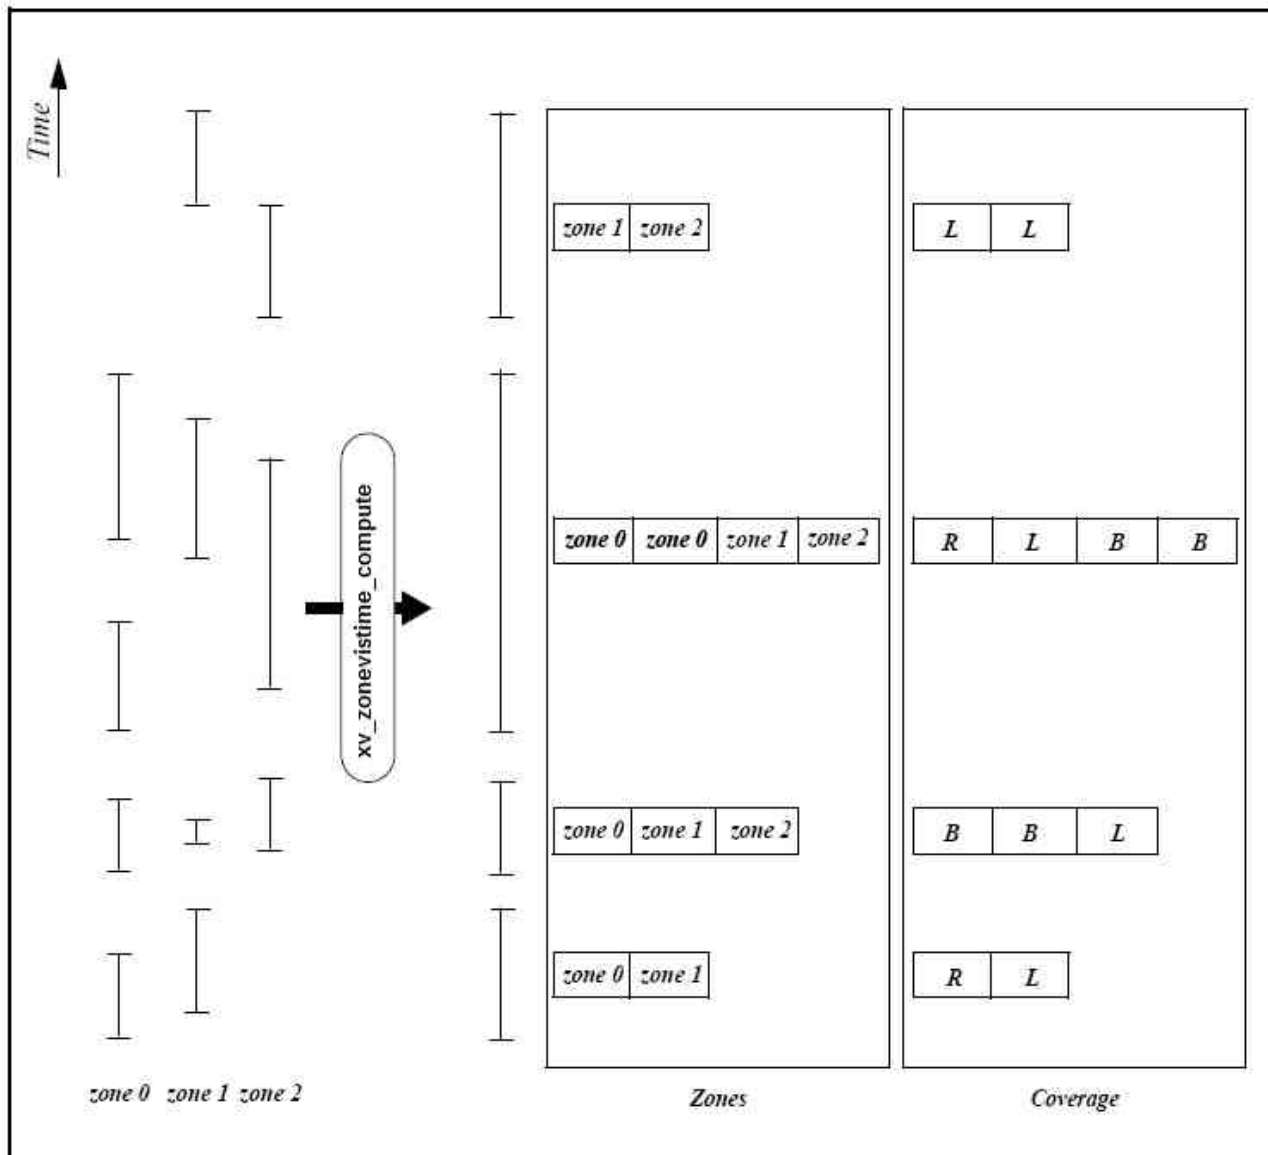 Time
zone 1 zone 2
L L
zone 0 zone 0 zone 1 zone 2
R L B B
xv_zonevistime_compute
zone 0 zone 1 zone 2
B B L
zone 0 zone 1
R L
zone 0 zone 1 zone 2
Zones
Coverage